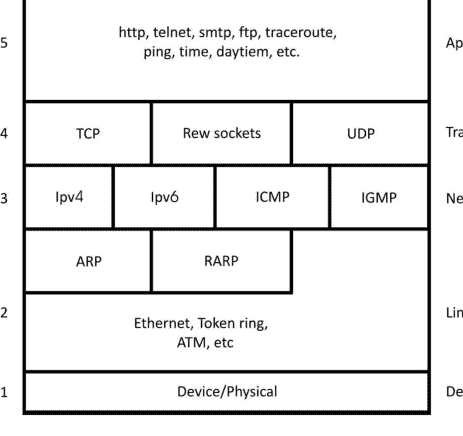 5
http, telnet, smtp, ftp, traceroute,
ping, time, daytiem, etc.
Ap
4
TCP
Rew sockets
UDP
Tra
3
Ipv4
Ipv6
ICMP
IGMP
Ne
ARP
RARP
2
Ethernet, Token ring,
ATM, etc
Lin
1
Device/Physical
De